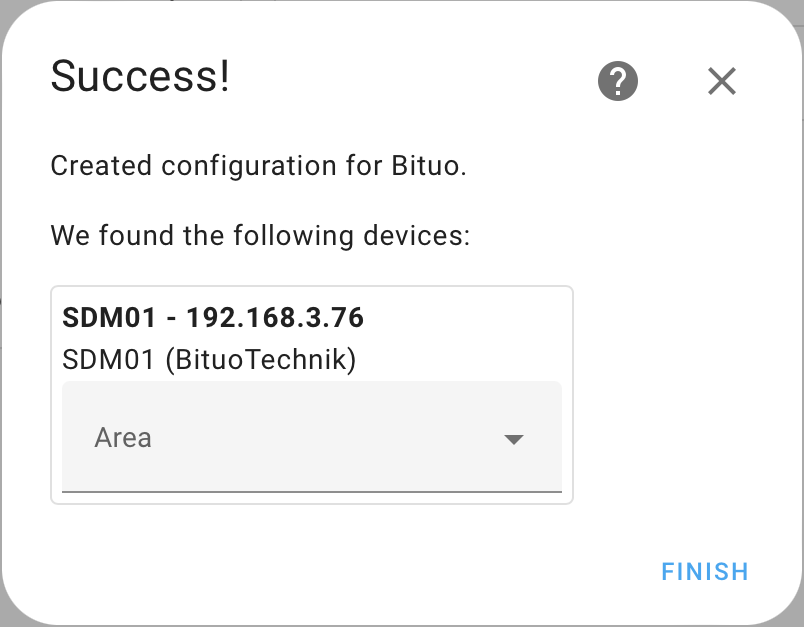 Success!
Created configuration for Bituo.
We found the following devices:
SDM01 - 192.168.3.76
SDM01 (BituoTechnik)
Area
FINISH